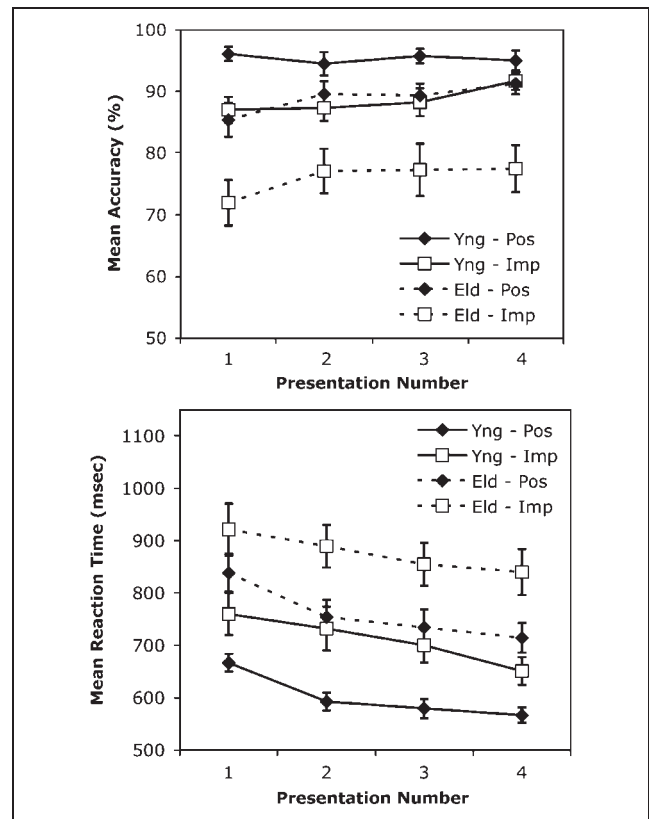 100
90
80
70
60
50
Mean Accuracy (%)
Yng - Pos
Yng - Imp
Eld - Pos
Eld - Imp
1 2 3 4
Presentation Number
1100
1000
900
800
700
600
500
Mean Reaction Time (msec)
Yng - Pos
Yng - Imp
Eld - Pos
Eld - Imp
1 2 3 4
Presentation Number